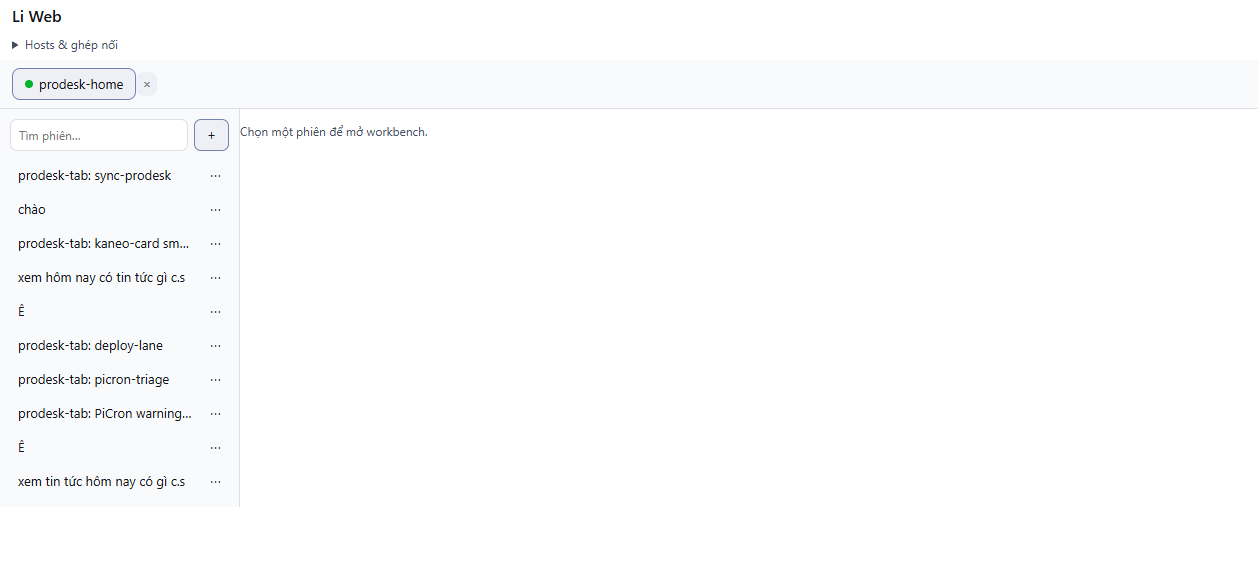 Li Web
▶ Hosts & ghép nối
prodesk-home ×
Tìm phiên... +
Chọn một phiên để mở workbench.
prodesk-tab: sync-prodesk ...
chào ...
prodesk-tab: kaneo-card sm... ...
xem hôm nay có tin tức gì c.s ...
Ê ...
prodesk-tab: deploy-lane ...
prodesk-tab: picron-triage ...
prodesk-tab: PiCron warning... ...
Ê ...
xem tin tức hôm nay có gì c.s ...